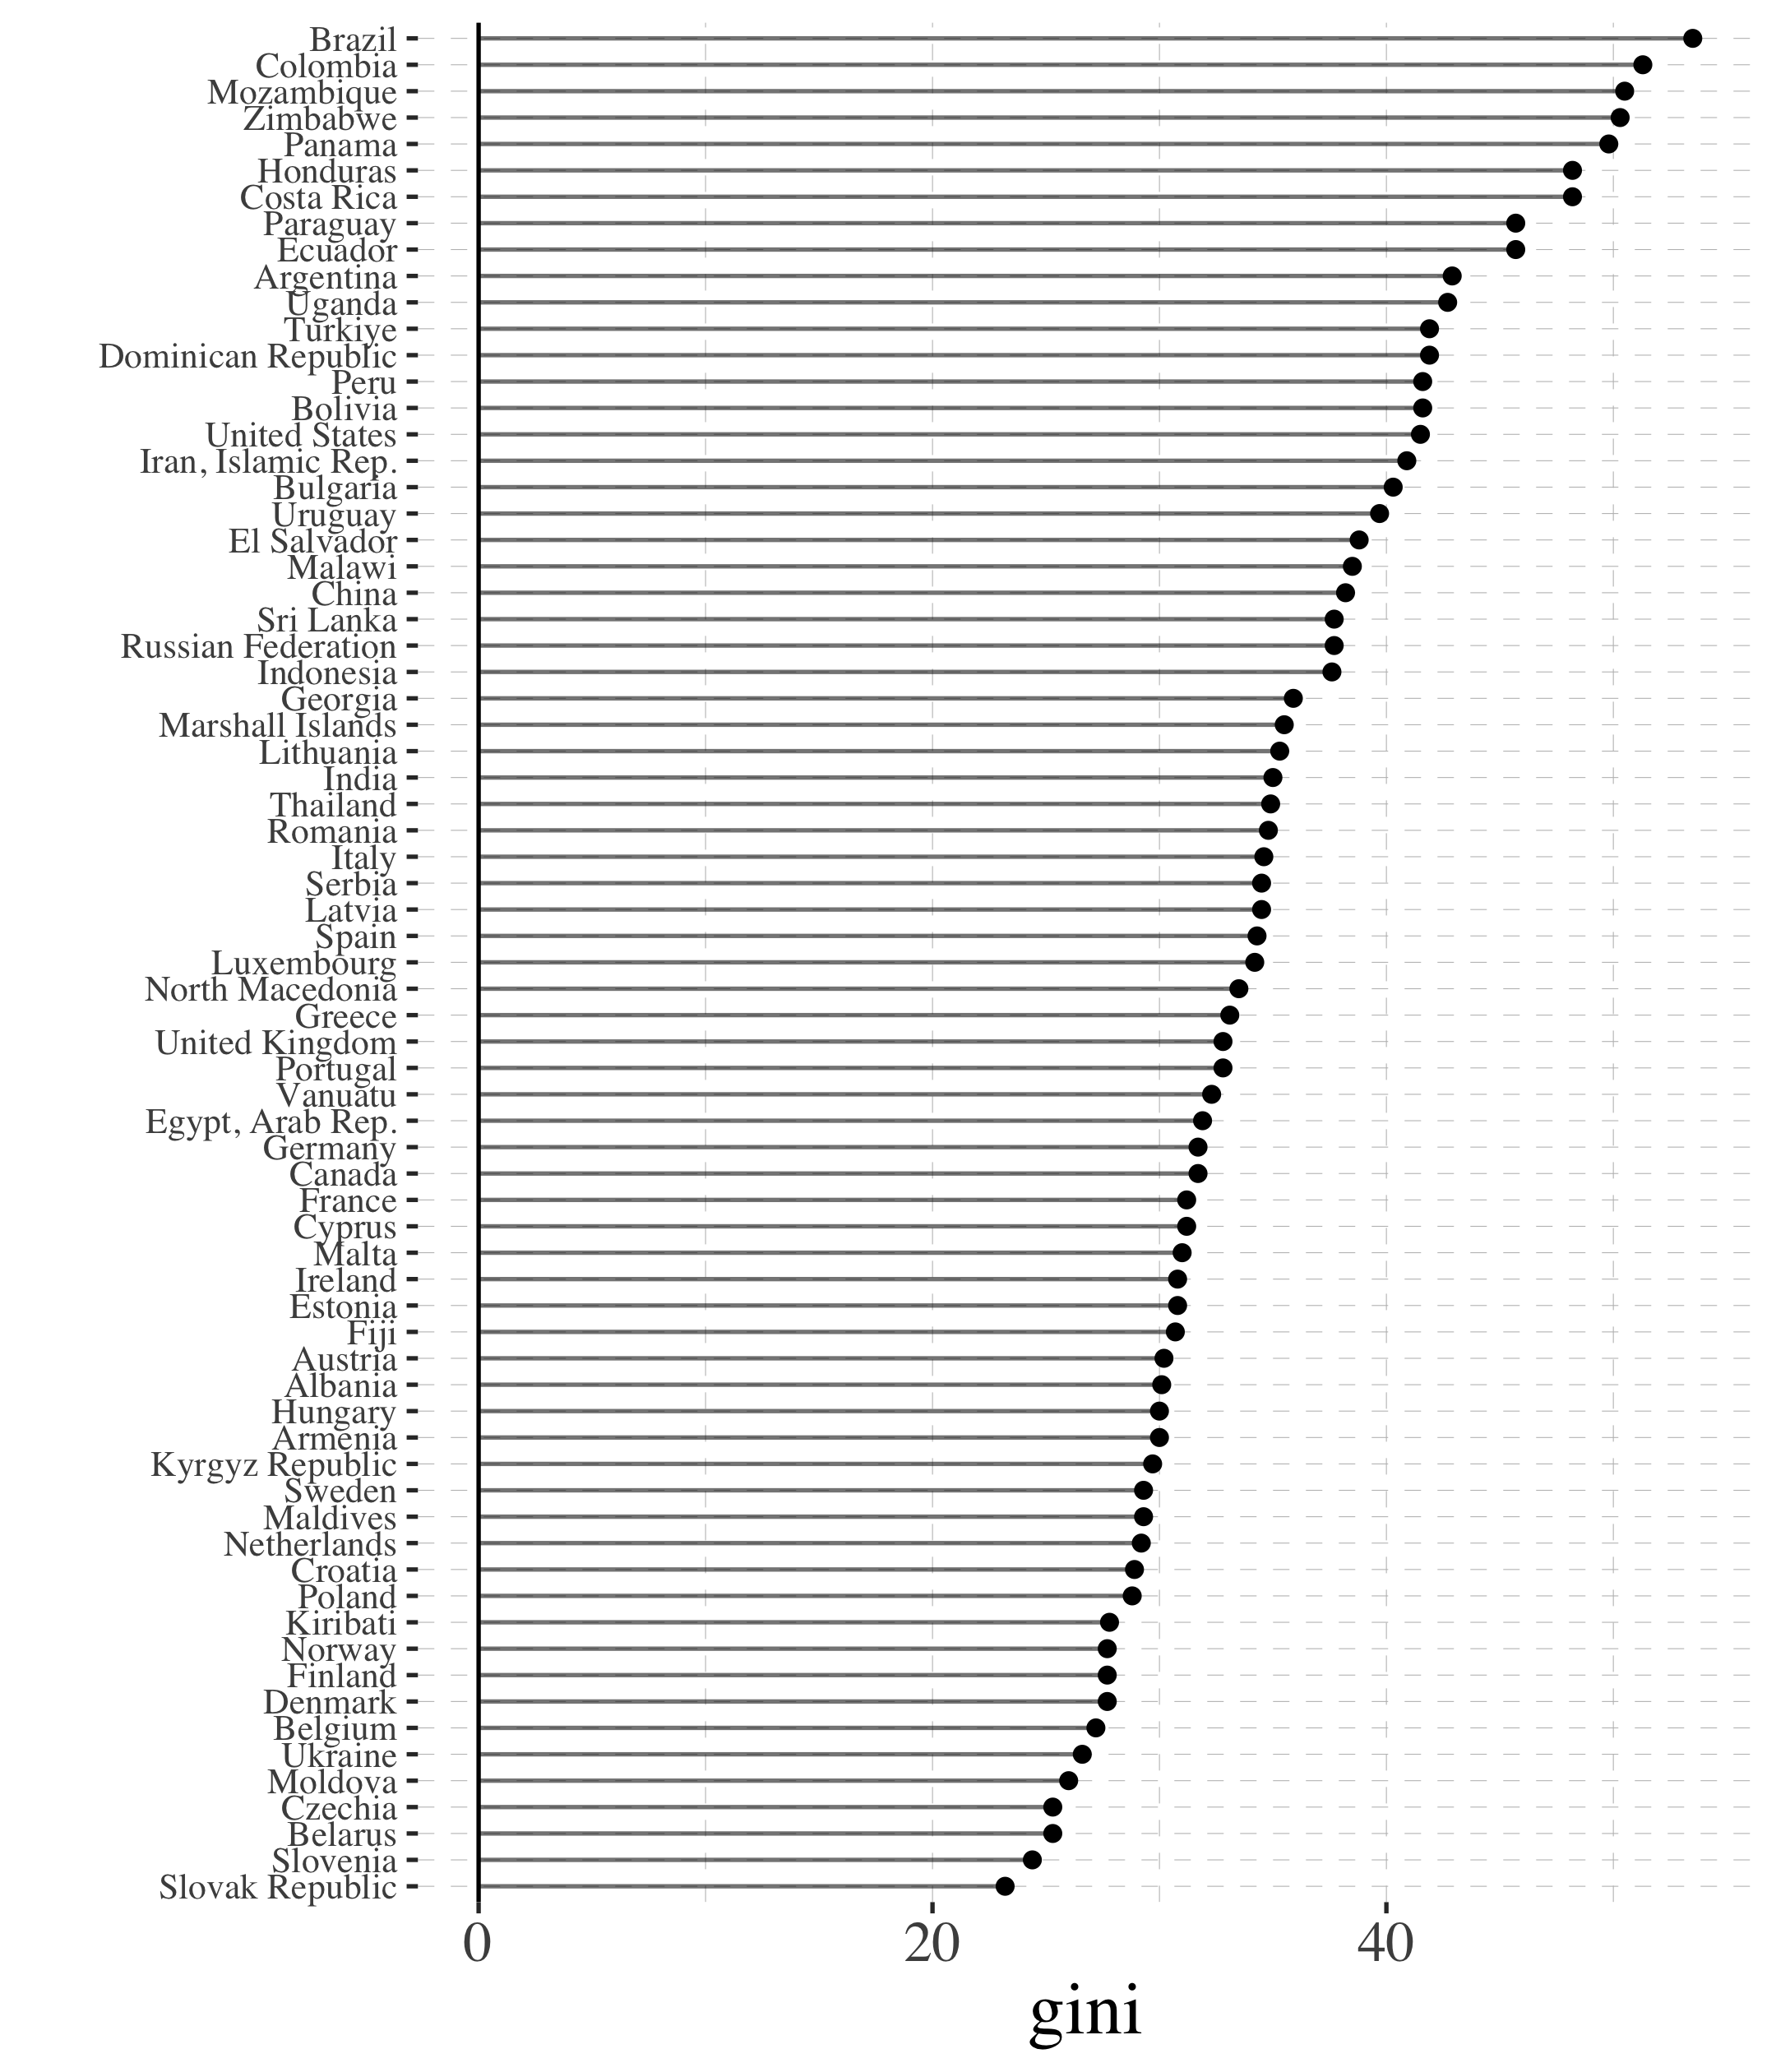 Brazil
Colombia
Mozambique
Zimbabwe
Panama
Honduras
Costa Rica
Paraguay
Ecuador
Argentina
Uganda
Turkiye
Dominican Republic
Peru
Bolivia
United States
Iran, Islamic Rep.
Bulgaria
Uruguay
El Salvador
Malawi
China
Sri Lanka
Russian Federation
Indonesia
Georgia
Marshall Islands
Lithuania
India
Thailand
Romania
Italy
Serbia
Latvia
Spain
Luxembourg
North Macedonia
Greece
United Kingdom
Portugal
Vanuatu
Egypt, Arab Rep.
Germany
Canada
France
Cyprus
Malta
Ireland
Estonia
Fiji
Austria
Albania
Hungary
Armenia
Kyrgyz Republic
Sweden
Maldives
Netherlands
Croatia
Poland
Kiribati
Norway
Finland
Denmark
Belgium
Ukraine
Moldova
Czechia
Belarus
Slovenia
Slovak Republic
0 20 40
gini